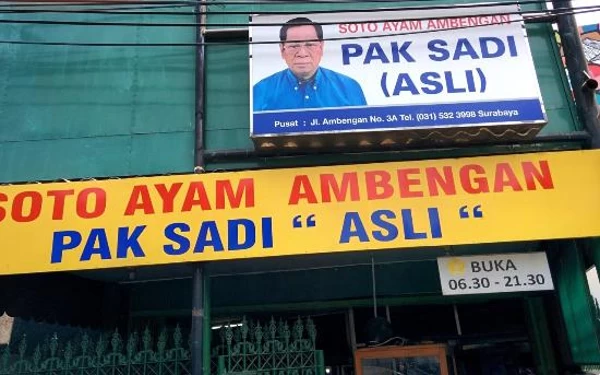 SOTO AYAM AMBENGAN
PAK SADI
(ASLI)
Pusat : Jl. Ambengan No. 3A Tel. (031) 532 3998 Surabaya
SOTO AYAM AMBENGAN
PAK SADI “ ASLI “
BUKA
06.30 - 21.30